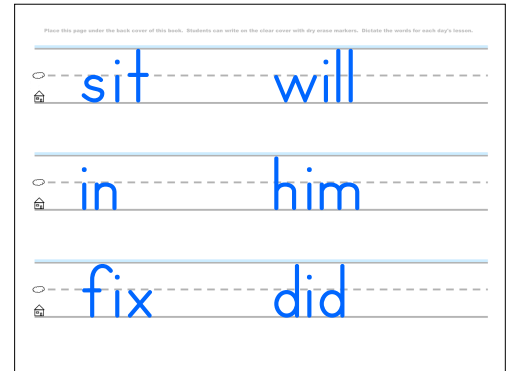 Place this page under the back cover of this book. Students can write on the clear cover with dry erase markers. Dictate the words for each day's lesson.
sit will
in him
fix did